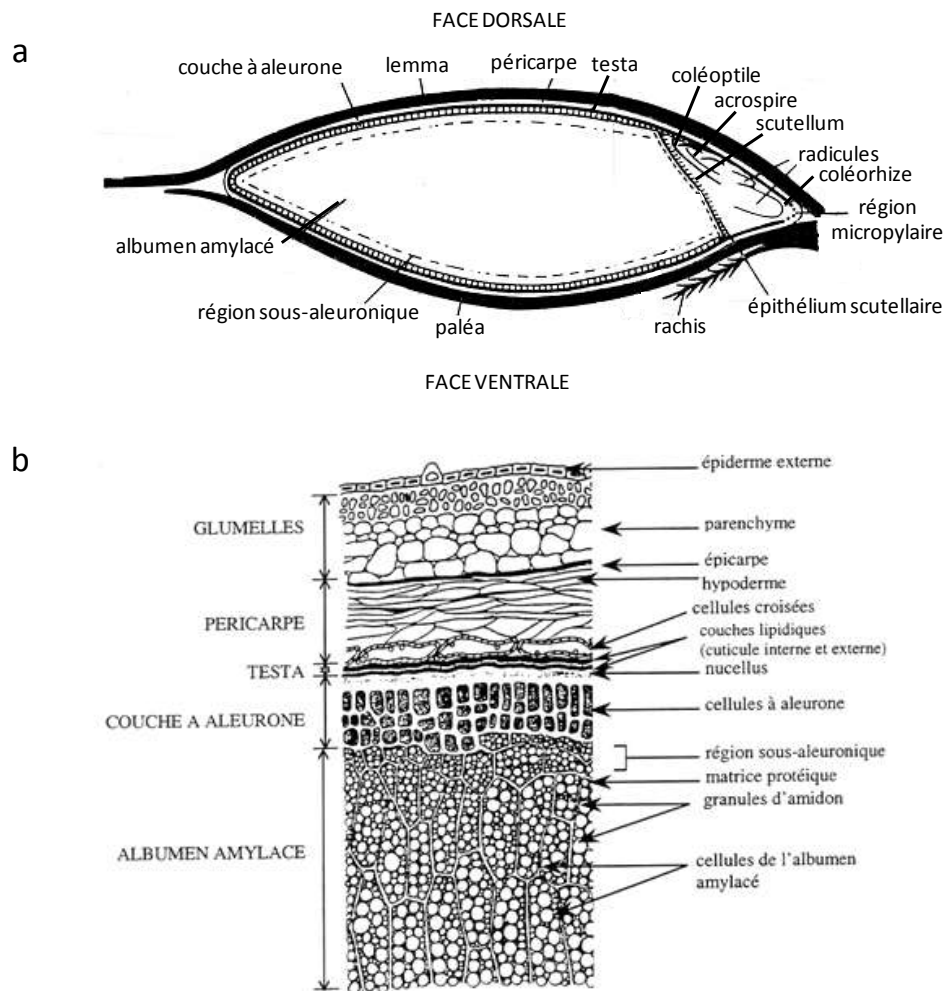 FACE DORSALE
a
couche à aleurone
lemma
péricarpe
testa
coléoptile
acrospire
scutellum
radicules
coléorhize
région
micropylaire
albumen amylacé
région sous-aleuronique
paléa
rachis
épithélium scutellaire
FACE VENTRALE
b
épiderme externe
GLUMELLES
parenchyme
épicarpe
hypoderme
PERICARPE
cellules croisées
couches lipidiques
(cuticule interne et externe)
TESTA
nucellus
COUCHE A ALEURONE
cellules à aleurone
région sous-aleuronique
matrice protéique
granules d'amidon
ALBUMEN AMYLACE
cellules de l'albumen
amylacé